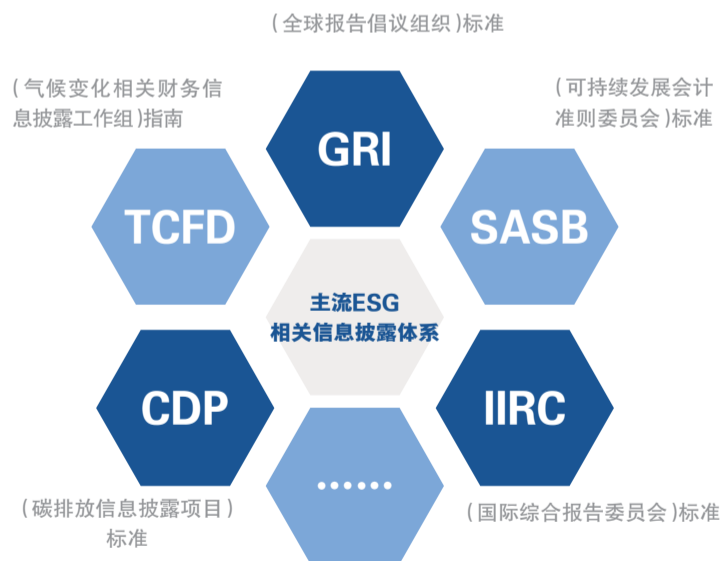 (全球报告倡议组织)标准
(气候变化相关财务信
息披露工作组)指南
(可持续发展会计
准则委员会)标准
GRI
TCFD
SASB
主流ESG
相关信息披露体系
CDP
IIRC
······
(碳排放信息披露项目)
标准
(国际综合报告委员会)标准